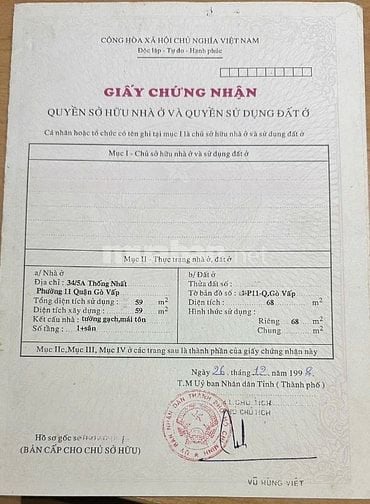 CỘNG HÒA XÃ HỘI CHỦ NGHĨA VIỆT NAM
Độc lập - Tự do - Hạnh phúc
GIẤY CHỨNG NHẬN
QUYỀN SỞ HỮU NHÀ Ở VÀ QUYỀN SỬ DỤNG ĐẤT Ở
Cá nhân hoặc tổ chức có tên ghi tại mục I là chủ sở hữu nhà ở và sử dụng đất ở
Mục I - Chủ sở hữu nhà ở và sử dụng đất ở
Mục II - Thực trạng nhà ở, đất ở
a/ Nhà ở
Địa chỉ : 34/5A Thống Nhất
Phường 11 Quận Gò Vấp
Tổng diện tích sử dụng : 59 m2
Diện tích xây dựng : 59 m2
Kết cấu nhà : tường gạch,mái tôn
Số tầng : 1+sân
b/ Đất ở
Thửa đất số :
Tờ bản đồ số : -P11-Q,Gò Vấp
Diện tích : 68 m2
Hình thức sử dụng :
Riêng : 68 m2
Chung : m2
Mục IIc,Mục III, Mục IV ở các trang sau là thành phần của giấy chứng nhận này
Ngày 26 tháng 12 năm 1998
T.M Uỷ ban Nhân dân Tỉnh ( Thành phố )
CHỦ TỊCH
PHÓ CHỦ TỊCH
Hồ sơ gốc số
(BẢN CẤP CHO CHỦ SỞ HỮU)
VŨ HÙNG VIỆT